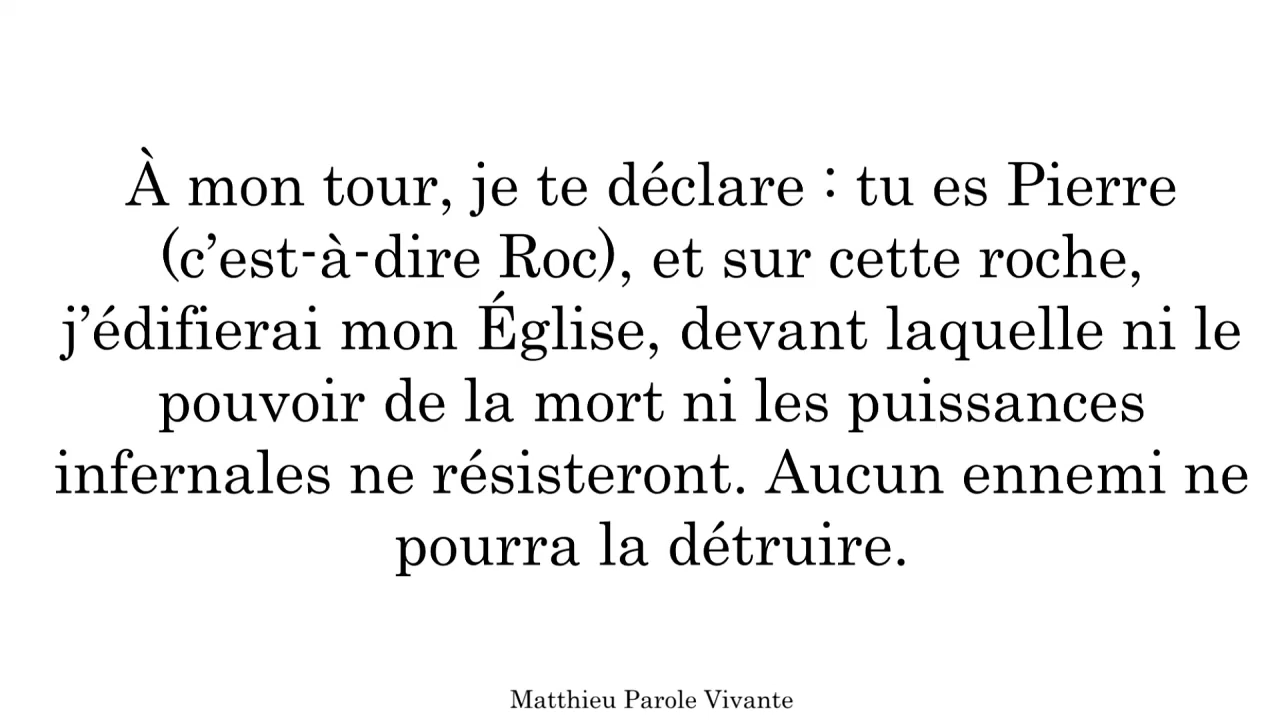 À mon tour, je te déclare : tu es Pierre
(c’est-à-dire Roc), et sur cette roche,
j’édifierai mon Église, devant laquelle ni le
pouvoir de la mort ni les puissances
infernales ne résisteront. Aucun ennemi ne
pourra la détruire.
Matthieu Parole Vivante